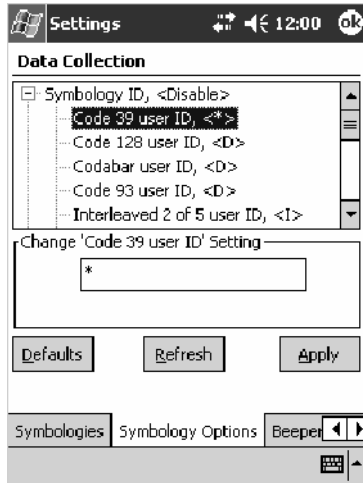 Settings 12:00 ok
Data Collection
Symbology ID, <Disable>
Code 39 user ID, <*>
Code 128 user ID, <D>
Codabar user ID, <D>
Code 93 user ID, <D>
Interleaved 2 of 5 user ID, <I>
Change 'Code 39 user ID' Setting
*
Defaults Refresh Apply
Symbologies Symbology Options Beeper